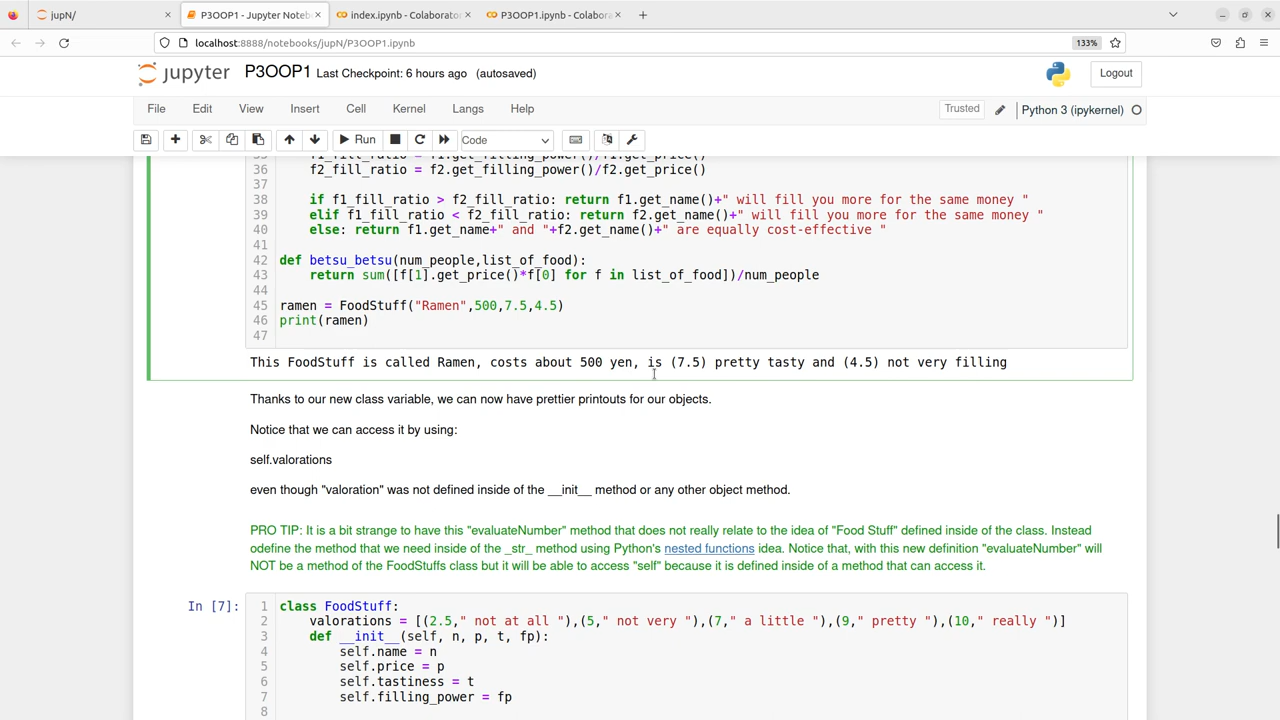 jupN/
P3OOP1 - Jupyter Noteb
index.ipynb - Colaborato
P3OOP1.ipynb - Colabora
localhost:8888/notebooks/jupN/P3OOP1.ipynb
133%
jupyter P3OOP1 Last Checkpoint: 6 hours ago (autosaved)
Logout
File Edit View Insert Cell Kernel Langs Help
Trusted
Python 3 (ipykernel)
Run
Code
35 f1_fill_ratio = f1.get_filling_power()/f1.get_price()
36 f2_fill_ratio = f2.get_filling_power()/f2.get_price()
37
38 if f1_fill_ratio > f2_fill_ratio: return f1.get_name()+" will fill you more for the same money "
39 elif f1_fill_ratio < f2_fill_ratio: return f2.get_name()+" will fill you more for the same money "
40 else: return f1.get_name+" and "+f2.get_name()+" are equally cost-effective "
41
42 def betsu_betsu(num_people,list_of_food):
43 return sum([f[1].get_price()*f[0] for f in list_of_food])/num_people
44
45 ramen = FoodStuff("Ramen",500,7.5,4.5)
46 print(ramen)
47
This FoodStuff is called Ramen, costs about 500 yen, is (7.5) pretty tasty and (4.5) not very filling
Thanks to our new class variable, we can now have prettier printouts for our objects.
Notice that we can access it by using:
self.valorations
even though "valoration" was not defined inside of the __init__ method or any other object method.
PRO TIP: It is a bit strange to have this "evaluateNumber" method that does not really relate to the idea of "Food Stuff" defined inside of the class. Instead
odefine the method that we need inside of the _str_ method using Python's nested functions idea. Notice that, with this new definition "evaluateNumber" will
NOT be a method of the FoodStuffs class but it will be able to access "self" because it is defined inside of a method that can access it.
In [7]:
1 class FoodStuff:
2 valorations = [(2.5," not at all "),(5," not very "),(7," a little "),(9," pretty "),(10," really ")]
3 def __init__(self, n, p, t, fp):
4 self.name = n
5 self.price = p
6 self.tastiness = t
7 self.filling_power = fp
8